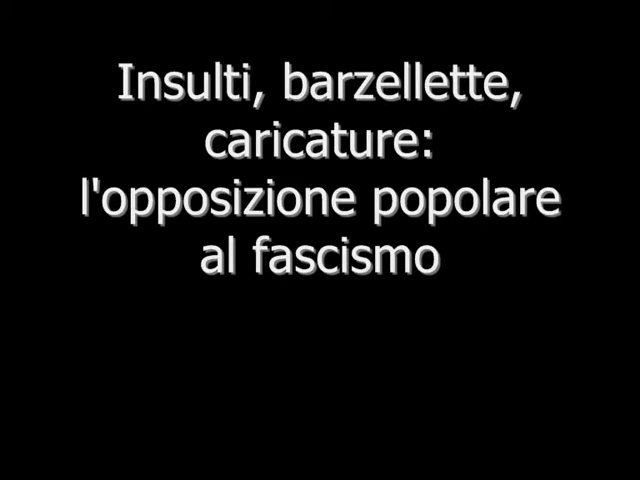 Insulti, barzellette,
caricature:
l'opposizione popolare
al fascismo